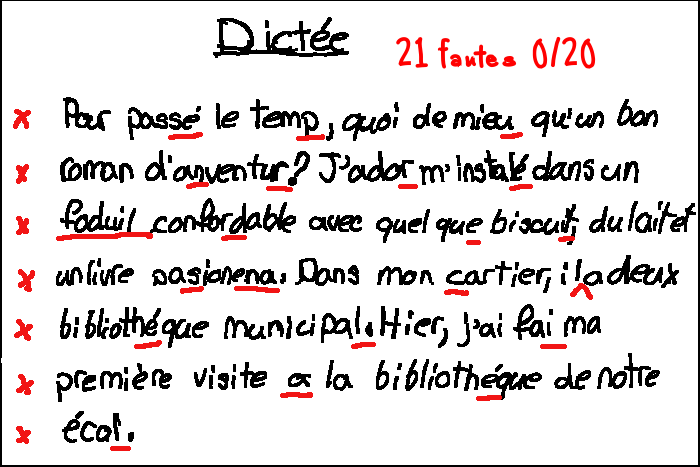 Dictée
21 fautes 0/20
Pour passé le temp, quoi de mieu qu'un bon
roman d'anventur? J'ador m'instalé dans un
foduil confordable avec quel que biscuit, du lait et
un livre pasionena. Dans mon cartier, il a deux
bibliothéque municipal. Hier, j'ai fai ma
première visite a la bibliothéque de notre
écol.